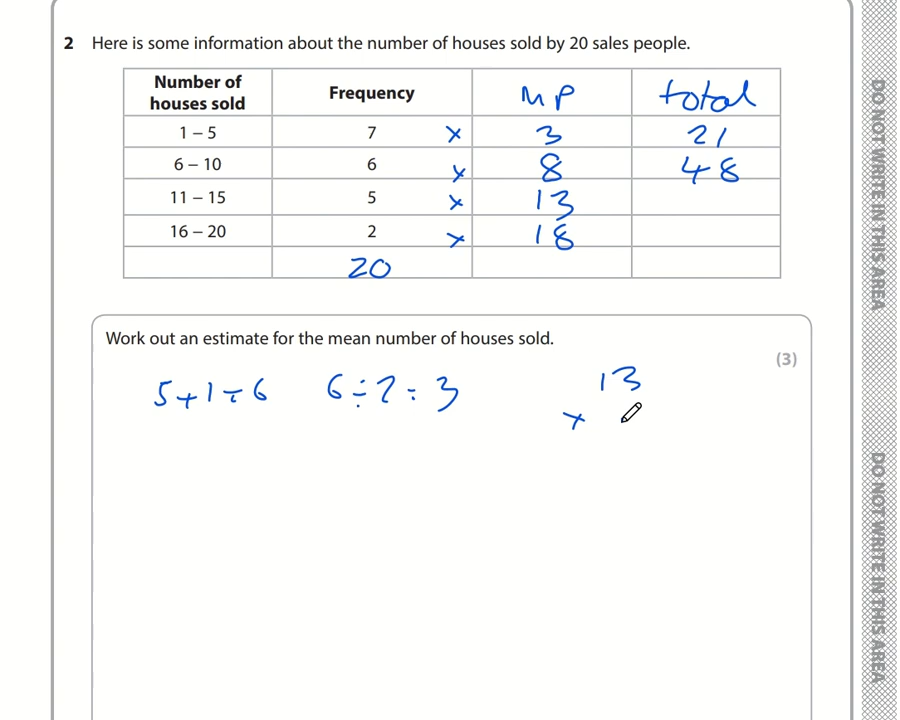 2 Here is some information about the number of houses sold by 20 sales people.
Number of houses sold Frequency MP total
1 – 5 7 × 3 21
6 – 10 6 × 8 48
11 – 15 5 × 13
16 – 20 2 × 18
20
Work out an estimate for the mean number of houses sold.
(3)
5 + 1 = 6 6 ÷ 2 = 3 13
×
DO NOT WRITE IN THIS AREA
DO NOT WRITE IN THIS AREA